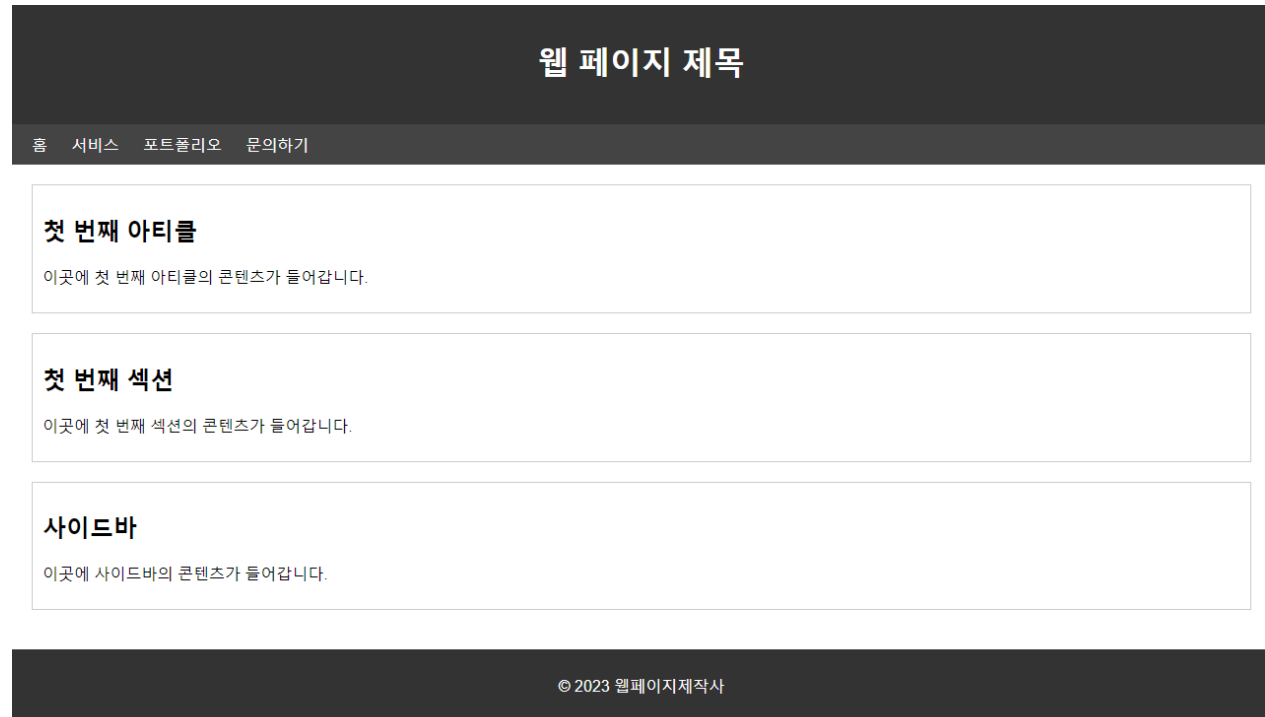 웹 페이지 제목
홈 서비스 포트폴리오 문의하기
첫 번째 아티클
이곳에 첫 번째 아티클의 콘텐츠가 들어갑니다.
첫 번째 섹션
이곳에 첫 번째 섹션의 콘텐츠가 들어갑니다.
사이드바
이곳에 사이드바의 콘텐츠가 들어갑니다.
© 2023 웹페이지제작사